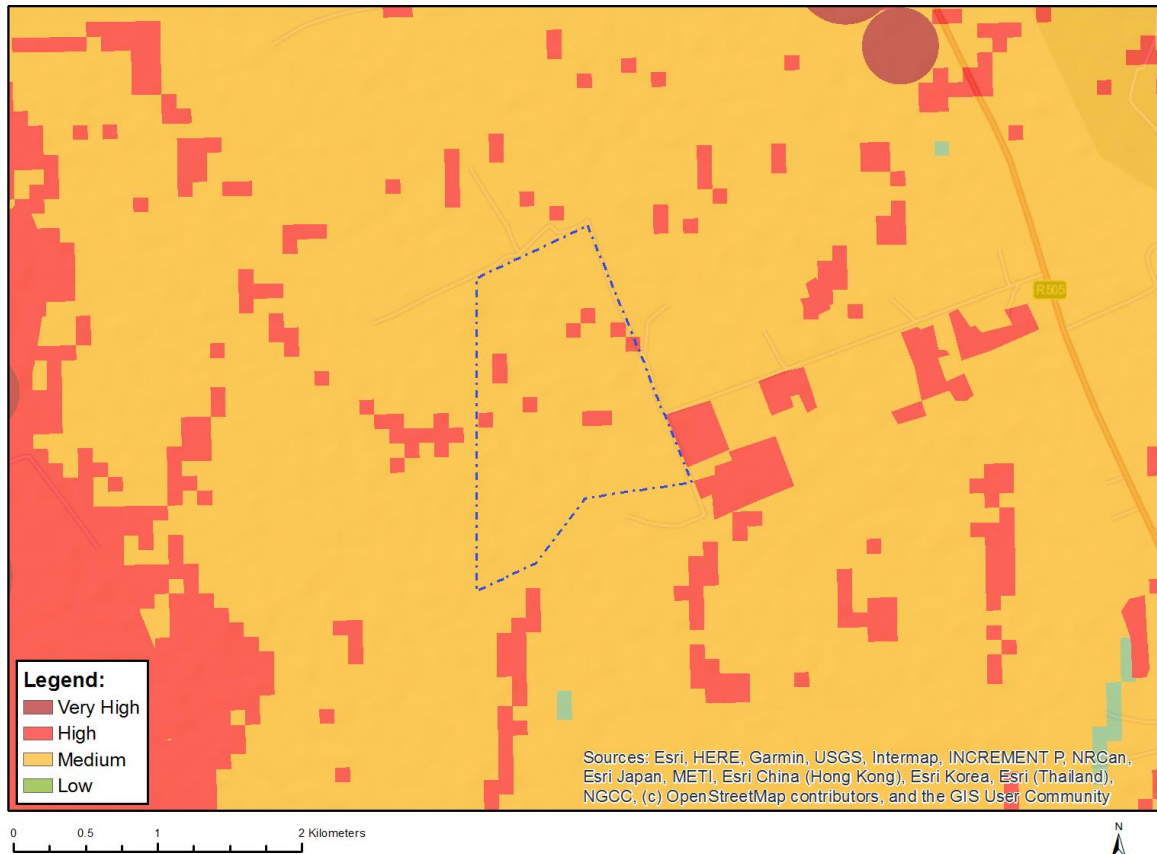 R505
Legend:
Very High
High
Medium
Low
Sources: Esri, HERE, Garmin, USGS, Intermap, INCREMENT P, NRCan,
Esri Japan, METI, Esri China (Hong Kong), Esri Korea, Esri (Thailand),
NGCC, (c) OpenStreetMap contributors, and the GIS User Community
0 0.5 1 2 Kilometers
N